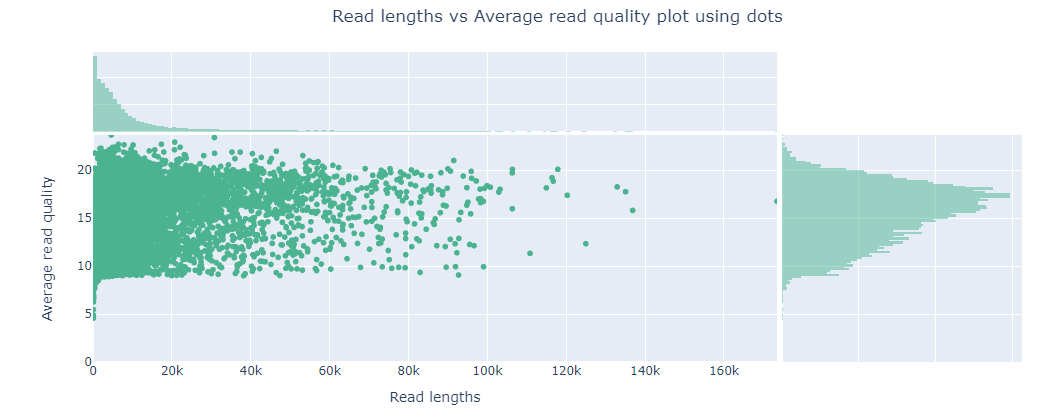 Read lengths vs Average read quality plot using dots
20
15
10
5
0
Average read quality
0 20k 40k 60k 80k 100k 120k 140k 160k
Read lengths